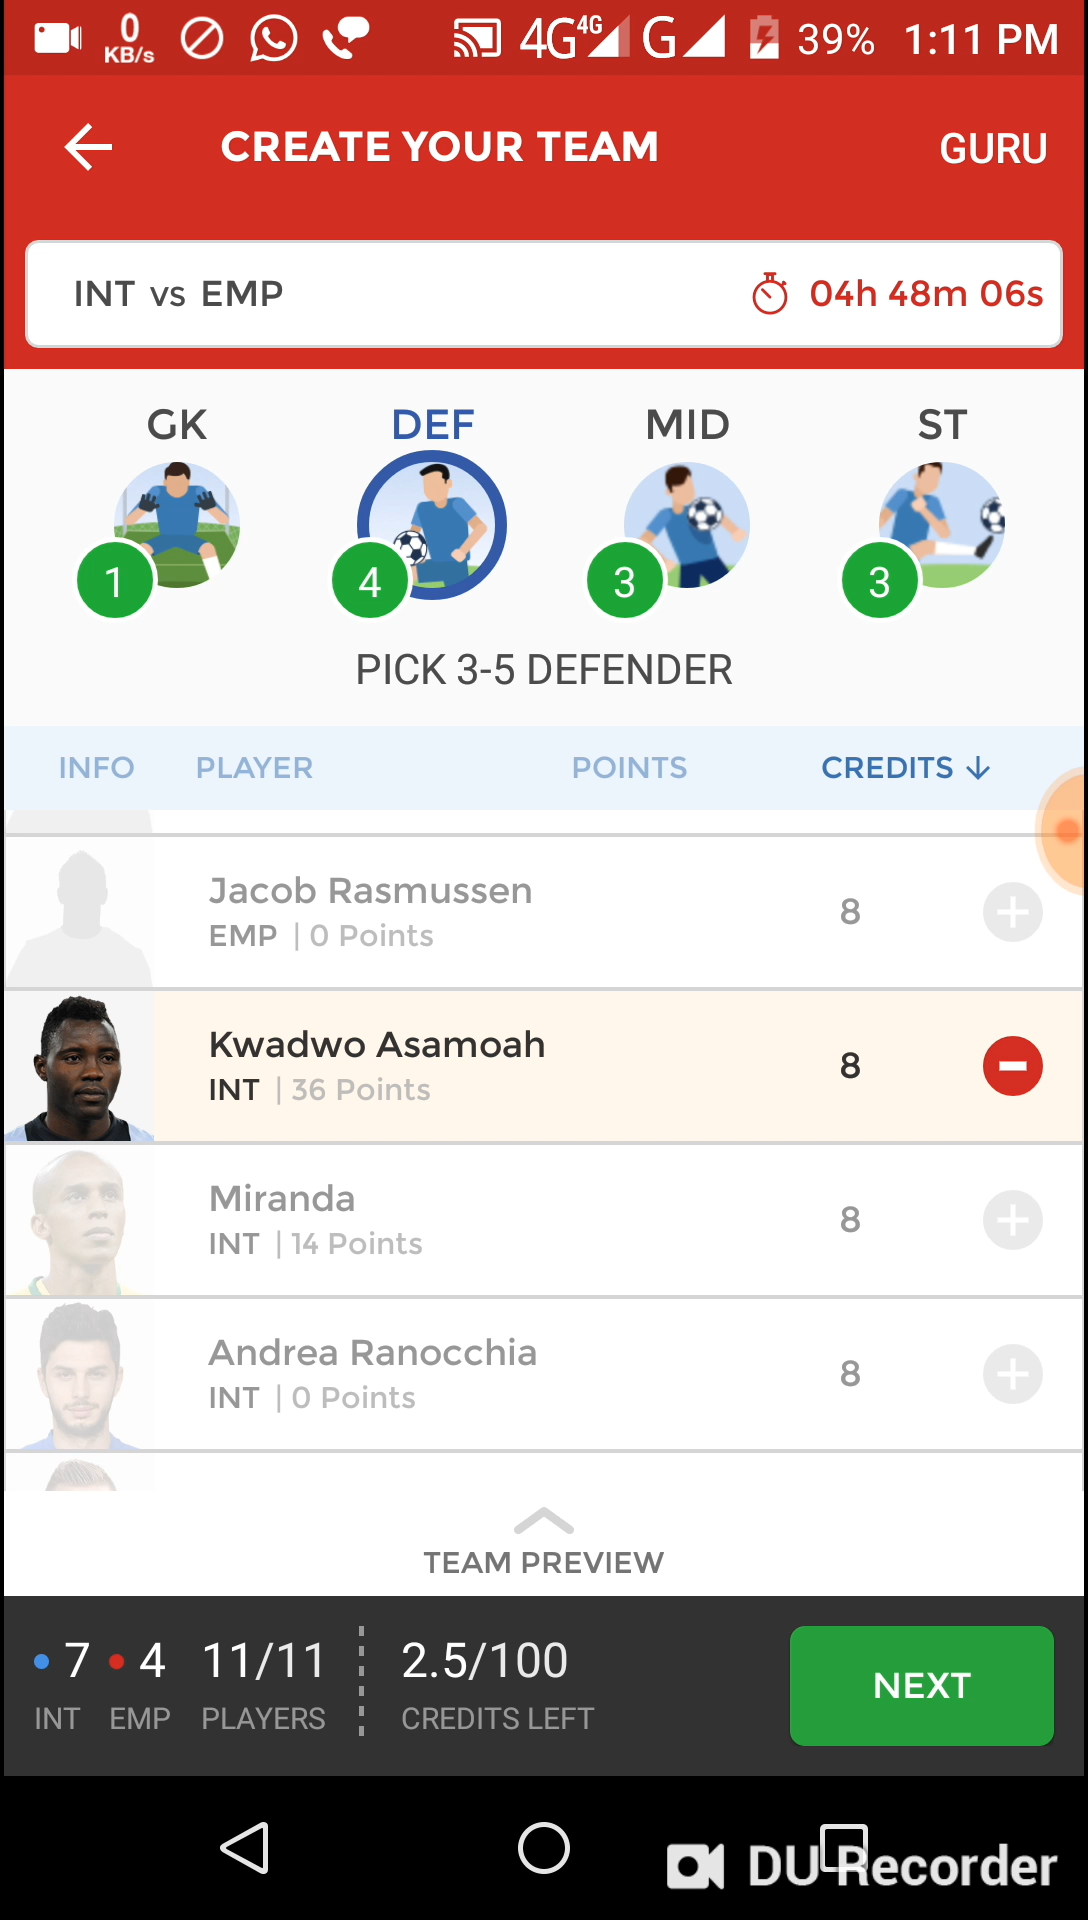 0 KB/s 4G 4G G 39% 1:11 PM
CREATE YOUR TEAM GURU
INT vs EMP 04h 48m 06s
GK DEF MID ST
1 4 3 3
PICK 3-5 DEFENDER
INFO PLAYER POINTS CREDITS
Jacob Rasmussen
EMP | 0 Points 8
Kwadwo Asamoah
INT | 36 Points 8
Miranda
INT | 14 Points 8
Andrea Ranocchia
INT | 0 Points 8
TEAM PREVIEW
7 4 11/11 2.5/100
INT EMP PLAYERS CREDITS LEFT
NEXT
DU Recorder